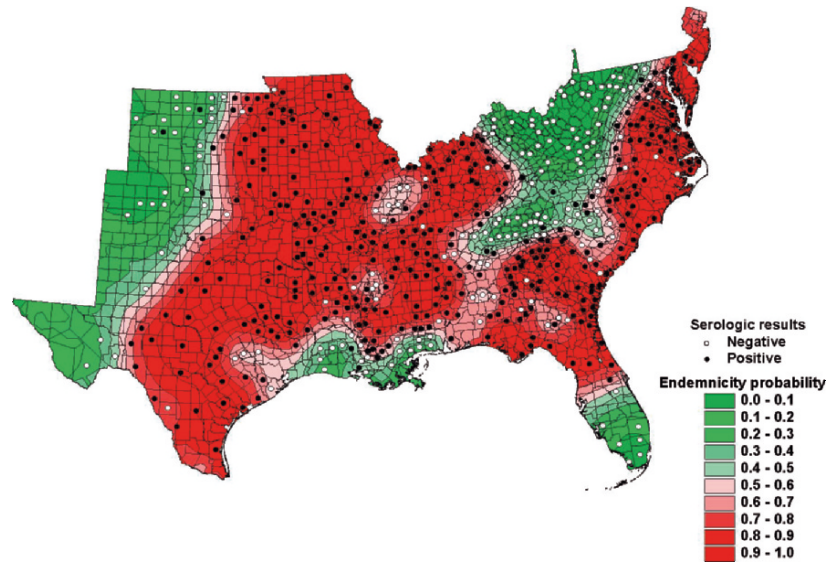 Serologic results
Negative
Positive
Endemnicity probability
0.0 - 0.1
0.1 - 0.2
0.2 - 0.3
0.3 - 0.4
0.4 - 0.5
0.5 - 0.6
0.6 - 0.7
0.7 - 0.8
0.8 - 0.9
0.9 - 1.0